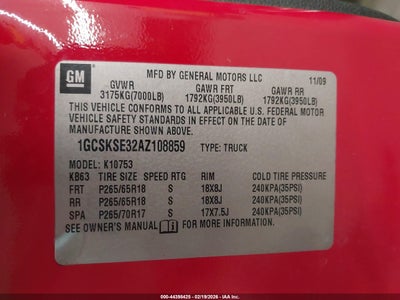 GM
MFD BY GENERAL MOTORS LLC 11/09
GVWR GAWR FRT GAWR RR
3175KG(7000LB) 1792KG(3950LB) 1792KG(3950LB)
THIS VEHICLE CONFORMS TO ALL APPLICABLE U.S. FEDERAL MOTOR
VEHICLE SAFETY STANDARDS IN EFFECT ON THE DATE OF
MANUFACTURE SHOWN ABOVE.
1GCSKSE32AZ108859 TYPE: TRUCK
MODEL: K10753
K863 TIRE SIZE SPEED RTG RIM COLD TIRE PRESSURE
FRT P265/65R18 S 18X8J 240KPA(35PSI)
RR P265/65R18 S 18X8J 240KPA(35PSI)
SPA P265/70R17 S 17X7.5J 240KPA(35PSI)
SEE OWNER'S MANUAL FOR MORE INFORMATION.
000-44398425 - 02/19/2026 - IAA Inc.